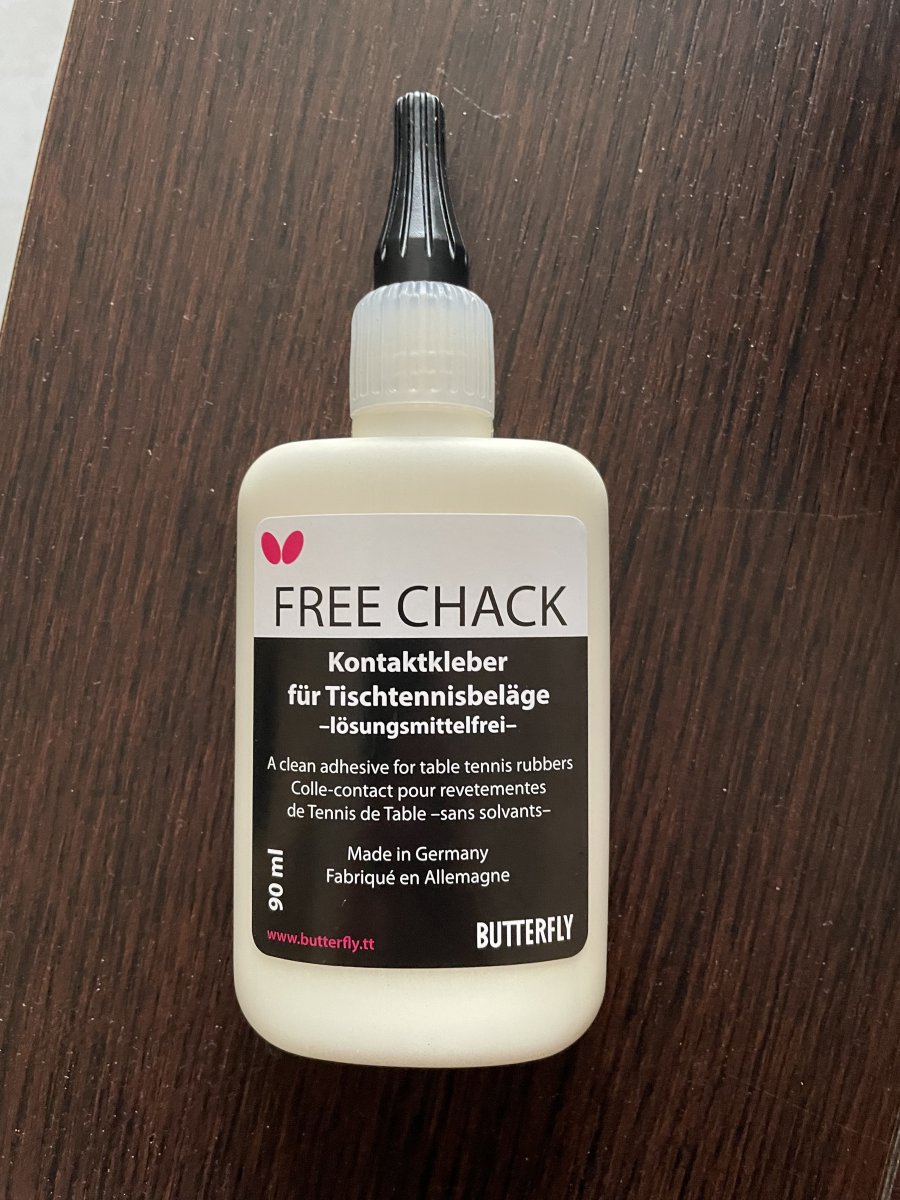 FREE CHACK
Kontaktkleber
für Tischtennisbeläge
–lösungsmittelfrei–
A clean adhesive for table tennis rubbers
Colle-contact pour revetementes
de Tennis de Table –sans solvants–
Made in Germany
Fabriqué en Allemagne
90 ml
www.butterfly.tt
BUTTERFLY